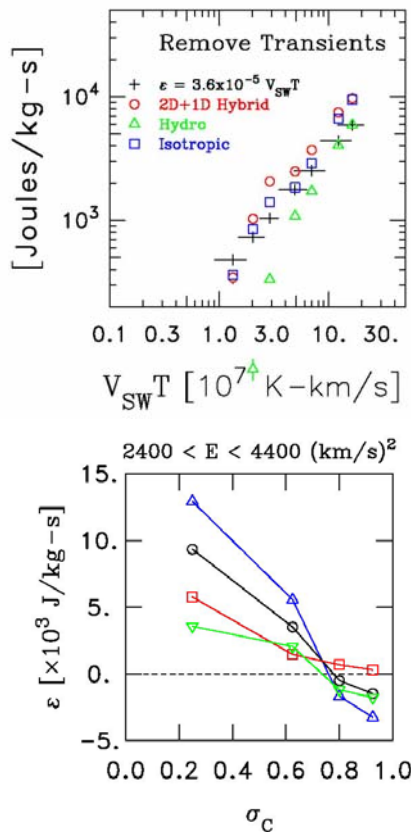 Remove Transients
+ ε = 3.6x10⁻⁵ V_SW T
○ 2D+1D Hybrid
△ Hydro
□ Isotropic
[Joules/kg-s]
10⁴
10³
0.1 0.3 1.0 3.0 10. 30.
V_SW T [10⁷ K-km/s]
2400 < E < 4400 (km/s)²
ε [×10³ J/kg-s]
15.
10.
5.
0.
-5.
0.0 0.2 0.4 0.6 0.8 1.0
σ_C